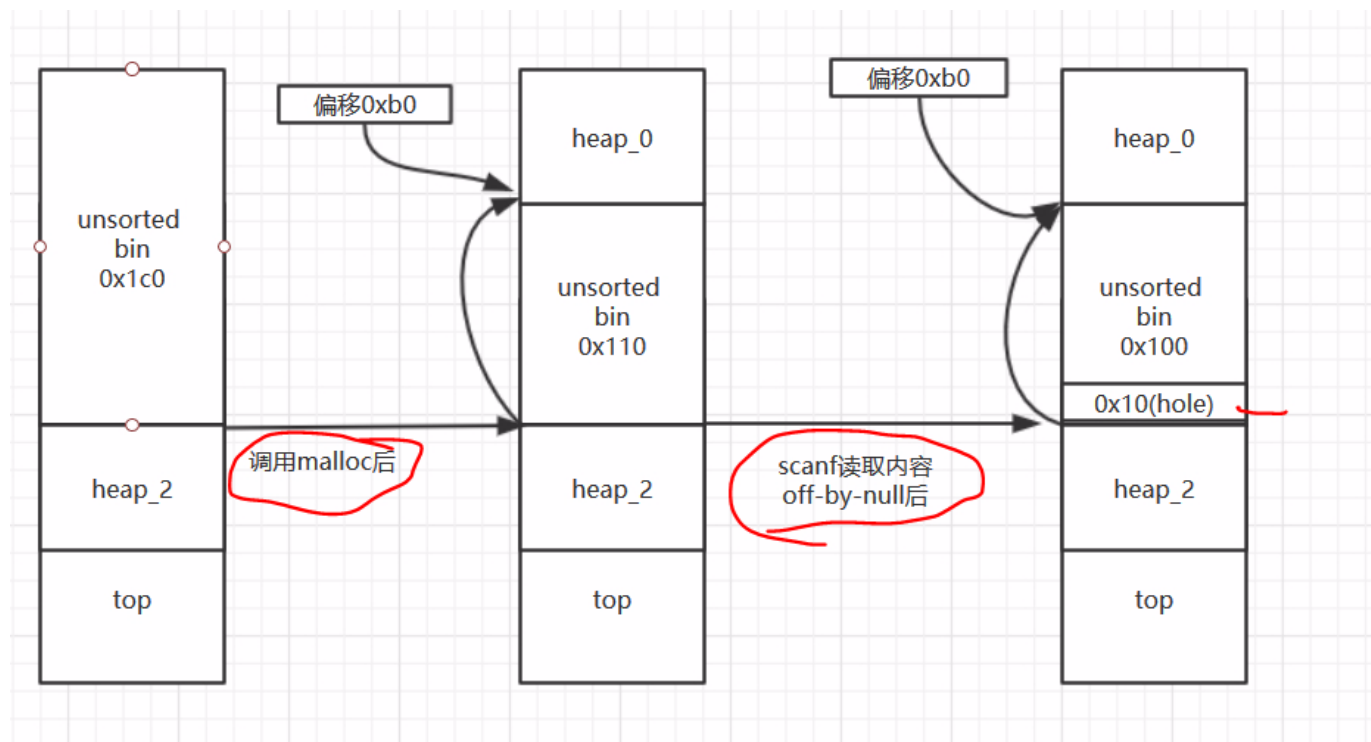 unsorted
bin
0x1c0
heap_2
top
偏移0xb0
调用malloc后
heap_0
unsorted
bin
0x110
heap_2
top
偏移0xb0
scanf读取内容
off-by-null后
heap_0
unsorted
bin
0x100
0x10(hole)
heap_2
top